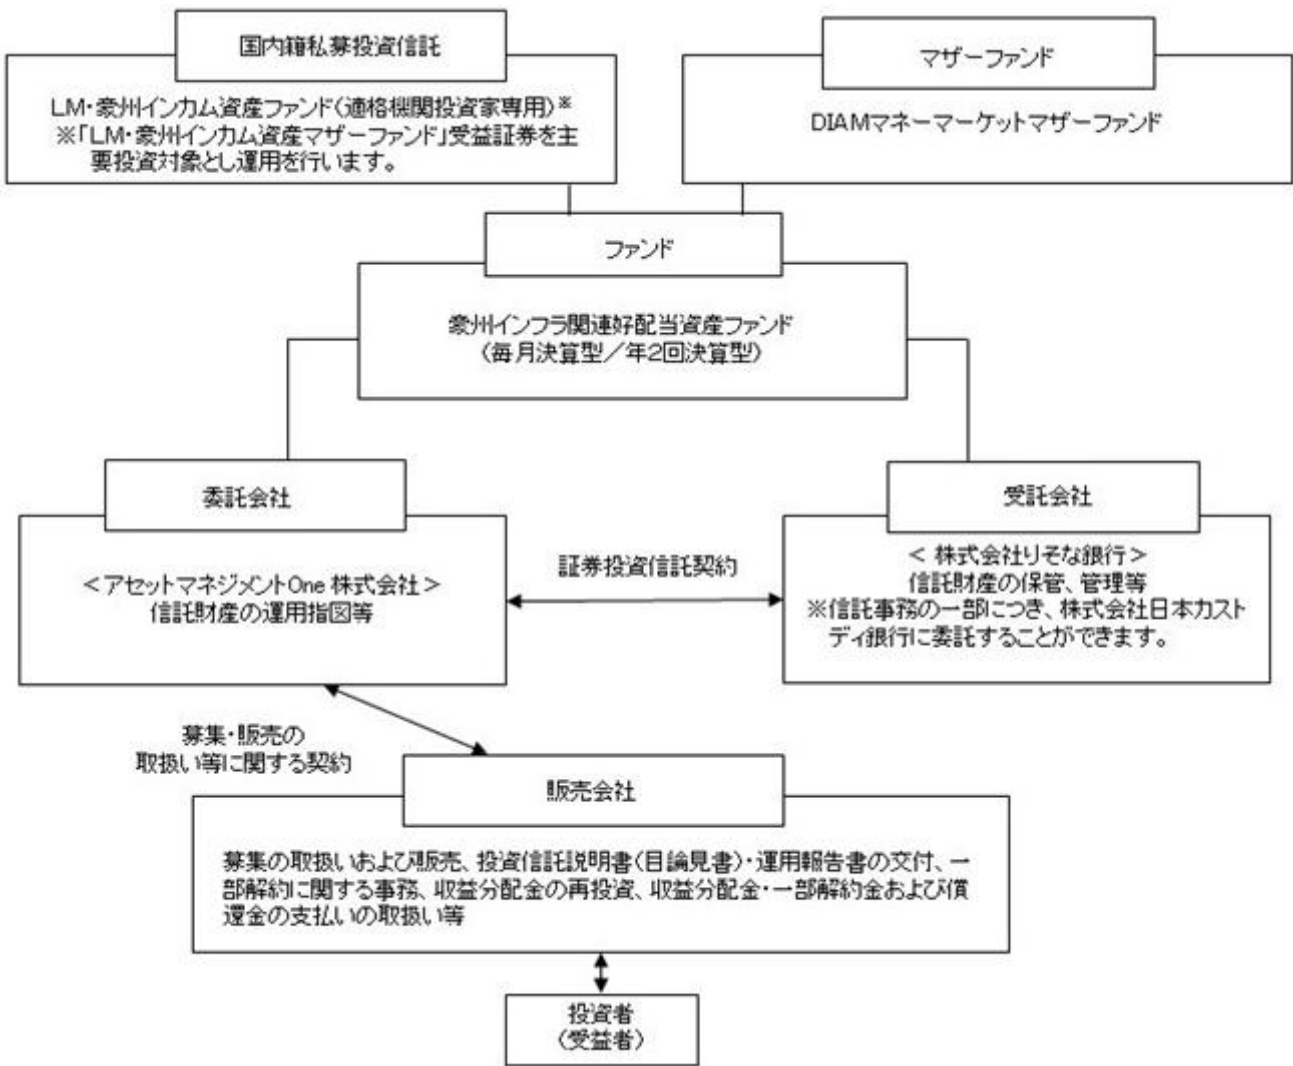 国内籍私募投資信託
LM・豪州インカム資産ファンド(適格機関投資家専用)※
※「LM・豪州インカム資産マザーファンド」受益証券を主
要投資対象とし運用を行います。
マザーファンド
DIAMマネーマーケットマザーファンド
ファンド
豪州インフラ関連好配当資産ファンド
(毎月決算型/年2回決算型)
委託会社
<アセットマネジメントOne 株式会社>
信託財産の運用指図等
証券投資信託契約
受託会社
< 株式会社りそな銀行>
信託財産の保管、管理等
※信託事務の一部につき、株式会社日本カスト
ディ銀行に委託することができます。
募集・販売の
取扱い等に関する契約
販売会社
募集の取扱いおよび販売、投資信託説明書(目論見書)・運用報告書の交付、一
部解約に関する事務、収益分配金の再投資、収益分配金・一部解約金および償
還金の支払いの取扱い等
投資者
(受益者)